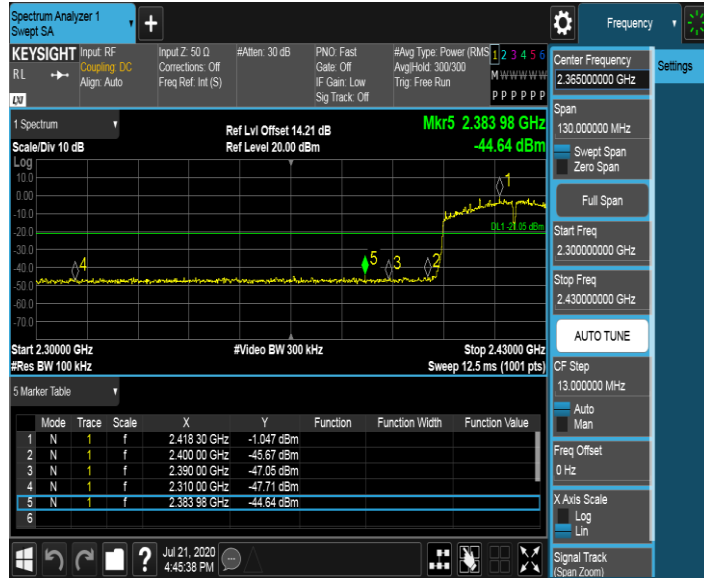 Spectrum Analyzer 1
Swept SA
+
Frequency
KEYSIGHT
RL
LXI
Input: RF
Coupling: DC
Align: Auto
Input Z: 50 Ω
Corrections: Off
Freq Ref: Int (S)
#Atten: 30 dB
PNO: Fast
Gate: Off
IF Gain: Low
Sig Track: Off
#Avg Type: Power (RMS
Avg|Hold: 300/300
Trig: Free Run
1 2 3 4 5 6
M W W W W W
P P P P P P
Center Frequency
2.365000000 GHz
Settings
Span
130.000000 MHz
Swept Span
Zero Span
Full Span
Start Freq
2.300000000 GHz
Stop Freq
2.430000000 GHz
AUTO TUNE
CF Step
13.000000 MHz
Auto
Man
Freq Offset
0 Hz
X Axis Scale
Log
Lin
Signal Track
(Span Zoom)
1 Spectrum
Scale/Div 10 dB
Ref Lvl Offset 14.21 dB
Ref Level 20.00 dBm
Mkr5 2.383 98 GHz
-44.64 dBm
Log
10.0
0.00
-10.0
-20.0
-30.0
-40.0
-50.0
-60.0
-70.0
1
2
3
4
5
Start 2.30000 GHz
#Video BW 300 kHz
Stop 2.43000 GHz
#Res BW 100 kHz
Sweep 12.5 ms (1001 pts)
5 Marker Table
Mode Trace Scale X Y Function Function Width Function Value
1 N 1 f 2.418 30 GHz -1.047 dBm
2 N 1 f 2.400 00 GHz -45.67 dBm
3 N 1 f 2.390 00 GHz -47.05 dBm
4 N 1 f 2.310 00 GHz -47.71 dBm
5 N 1 f 2.383 98 GHz -44.64 dBm
6
?
Jul 21, 2020
4:45:38 PM